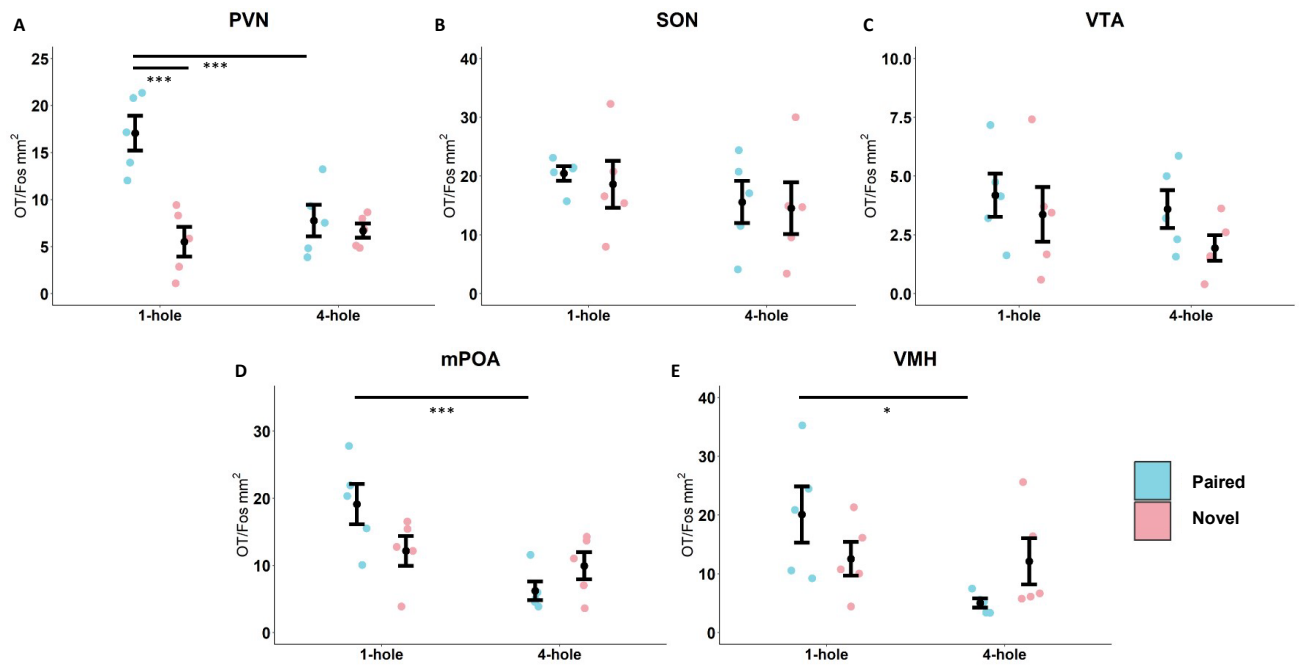 A
PVN
25
20
15
10
5
0
OT/Fos mm²
***
***
1-hole
4-hole
B
SON
40
30
20
10
0
OT/Fos mm²
1-hole
4-hole
C
VTA
10.0
7.5
5.0
2.5
0.0
OT/Fos mm²
1-hole
4-hole
D
mPOA
30
20
10
0
OT/Fos mm²
***
1-hole
4-hole
E
VMH
40
30
20
10
0
OT/Fos mm²
*
1-hole
4-hole
Paired
Novel